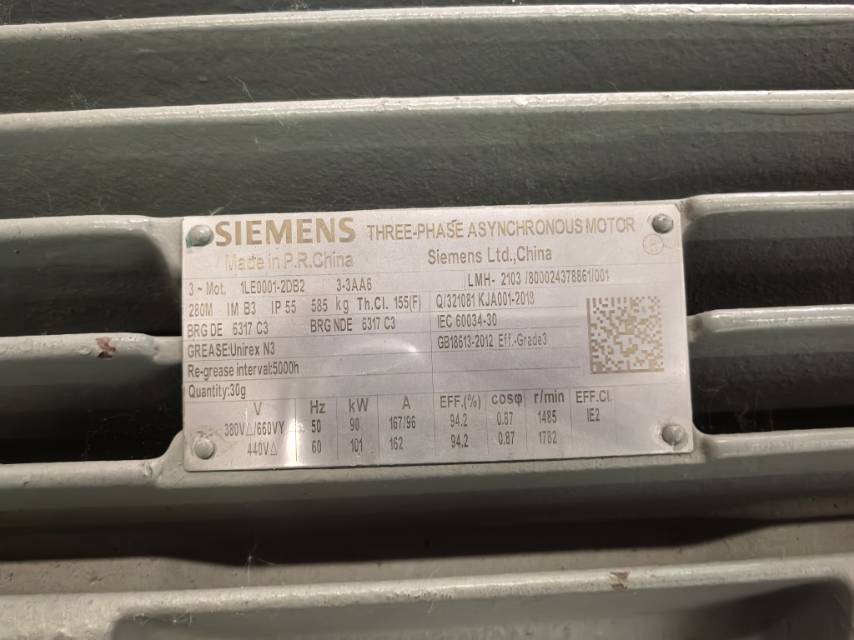 SIEMENS THREE-PHASE ASYNCHRONOUS MOTOR
Made in P.R.China Siemens Ltd.,China
3~Mot. 1LE0001-2DB2 3-3AA6 LMH- 2103 /800024378861/001
280M IM B3 IP 55 585 kg Th.Cl. 155(F) Q/321081 KJA001-2018
BRG DE 6317 C3 BRG NDE 6317 C3 IEC 60034-30
GREASE:Unirex N3 GB18613-2012 Eff.-Grade3
Re-grease interval:5000h
Quantity:30g
V Hz kW A EFF.(%) cosφ r/min EFF.Cl.
380V△/660VY 50 90 167/96 94.2 0.87 1485 IE2
440V△ 60 101 162 94.2 0.87 1782